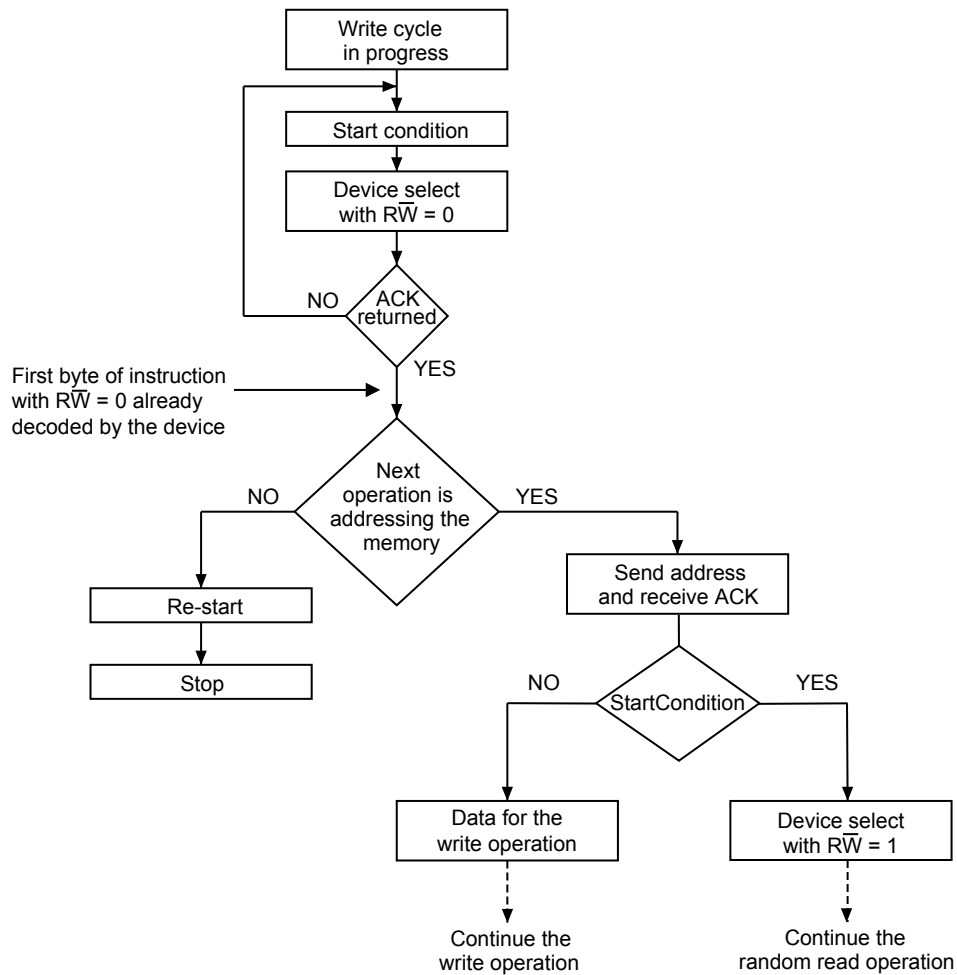 Write cycle
in progress
Start condition
Device select
with RW̅ = 0
NO
ACK
returned
YES
First byte of instruction
with RW̅ = 0 already
decoded by the device
NO
Next
operation is
addressing the
memory
YES
Re-start
Stop
Send address
and receive ACK
NO
StartCondition
YES
Data for the
write operation
Device select
with RW̅ = 1
Continue the
write operation
Continue the
random read operation